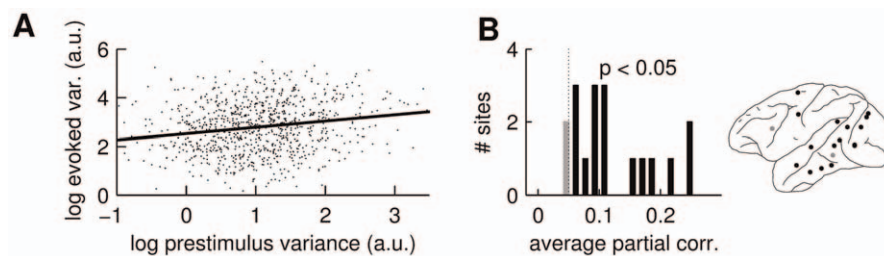 A
log evoked var. (a.u.)
6
4
2
0
−1
0
1
2
3
log prestimulus variance (a.u.)
B
# sites
4
2
0
p < 0.05
0
0.1
0.2
average partial corr.